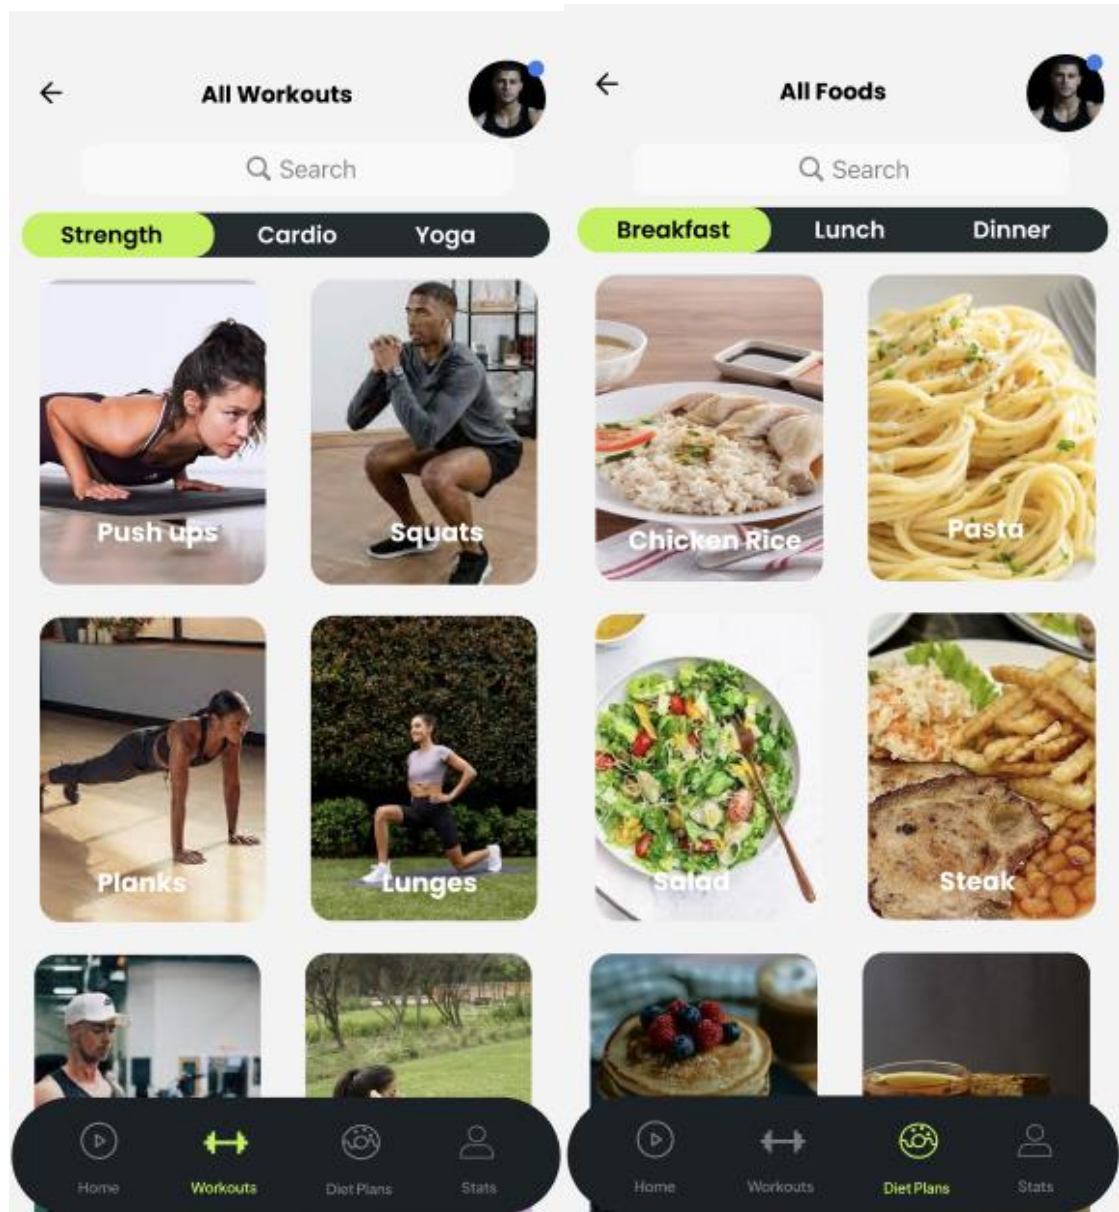 All Workouts
Search
Strength Cardio Yoga
Push ups Squats
Planks Lunges
Home Workouts Diet Plans Stats
All Foods
Search
Breakfast Lunch Dinner
Chicken Rice Pasta
Salad Steak
Home Workouts Diet Plans Stats